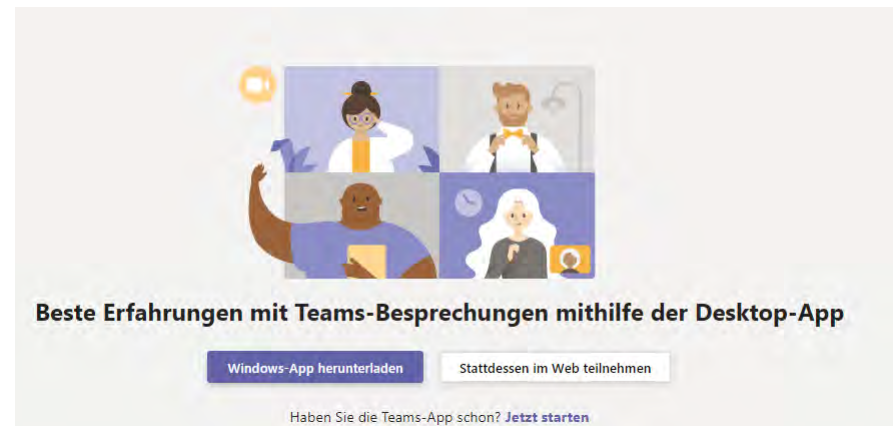 Beste Erfahrungen mit Teams-Besprechungen mithilfe der Desktop-App
Windows-App herunterladen
Stattdessen im Web teilnehmen
Haben Sie die Teams-App schon? Jetzt starten